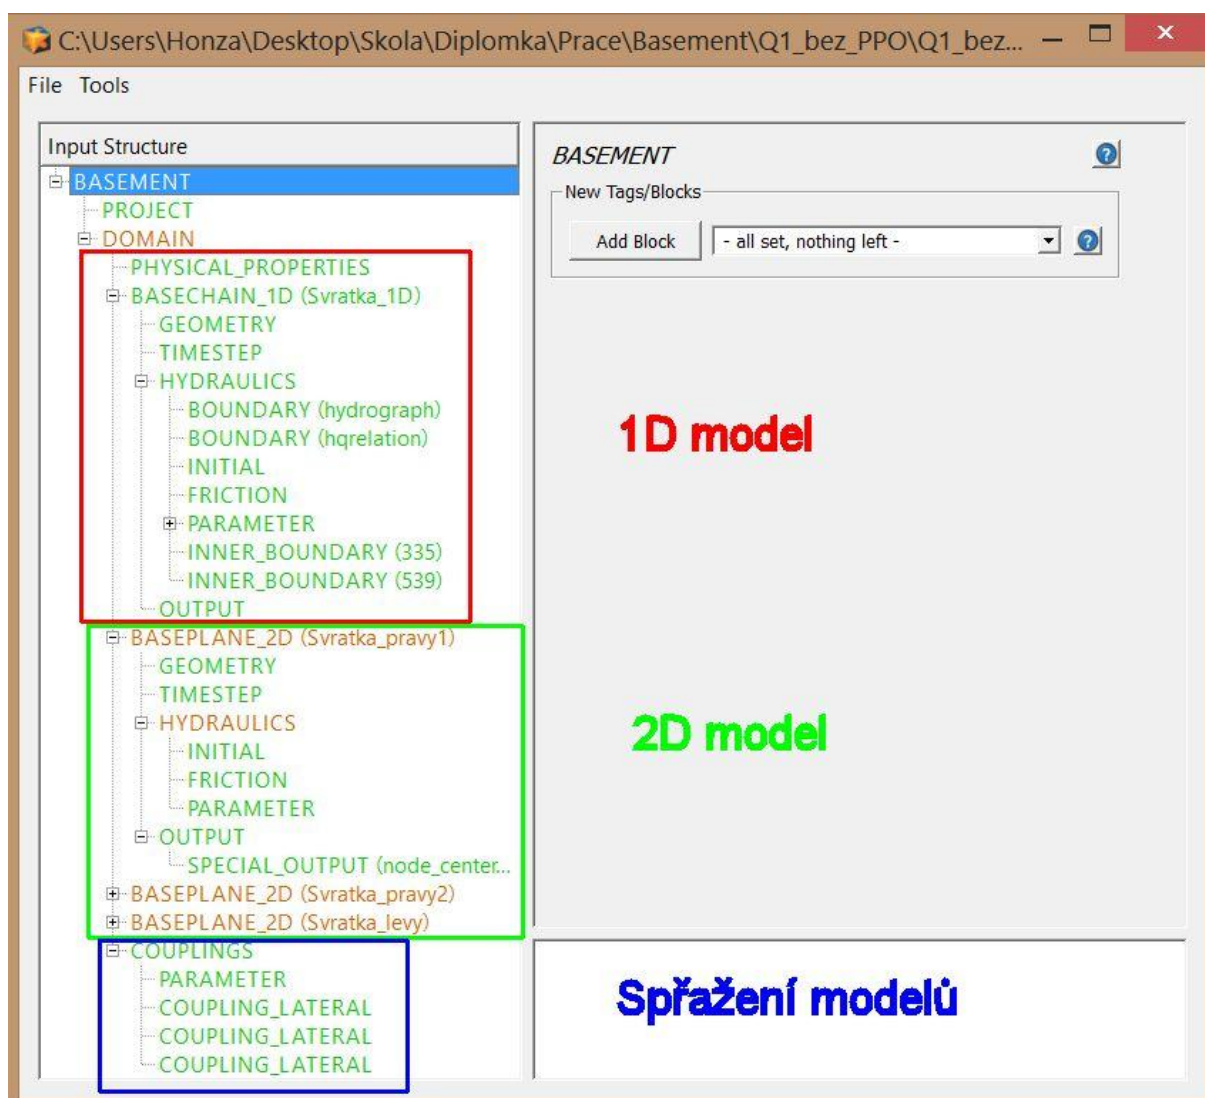 C:\Users\Honza\Desktop\Skola\Diplomka\Prace\Basement\Q1_bez_PPO\Q1_bez...
File Tools
Input Structure
BASEMENT
PROJECT
DOMAIN
PHYSICAL_PROPERTIES
BASECHAIN_1D (Svratka_1D)
GEOMETRY
TIMESTEP
HYDRAULICS
BOUNDARY (hydrograph)
BOUNDARY (hqrelation)
INITIAL
FRICTION
PARAMETER
INNER_BOUNDARY (335)
INNER_BOUNDARY (539)
OUTPUT
BASEPLANE_2D (Svratka_pravy1)
GEOMETRY
TIMESTEP
HYDRAULICS
INITIAL
FRICTION
PARAMETER
OUTPUT
SPECIAL_OUTPUT (node_center...
BASEPLANE_2D (Svratka_pravy2)
BASEPLANE_2D (Svratka_levy)
COUPLINGS
PARAMETER
COUPLING_LATERAL
COUPLING_LATERAL
COUPLING_LATERAL
BASEMENT
New Tags/Blocks
Add Block - all set, nothing left -
1D model
2D model
Spřažení modelů